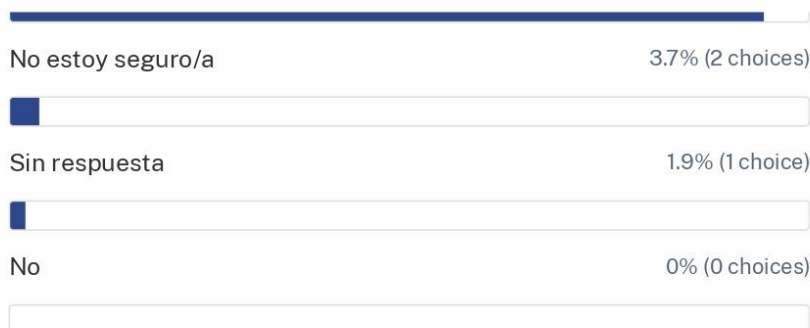 No estoy seguro/a
3.7% (2 choices)
Sin respuesta
1.9% (1 choice)
No
0% (0 choices)